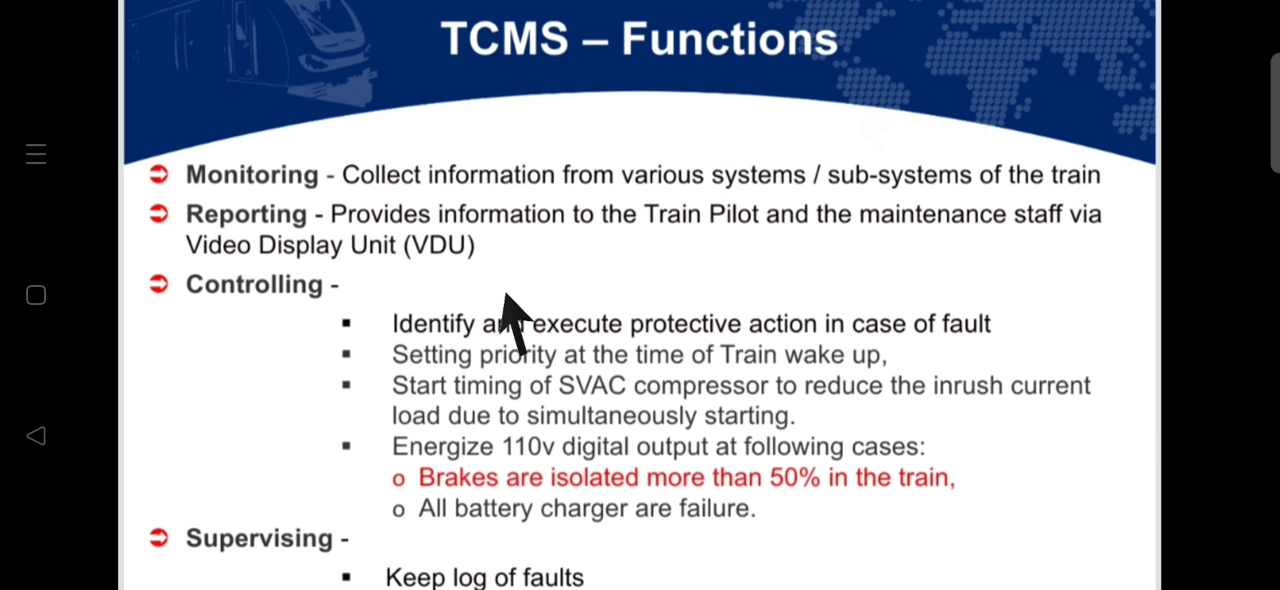 TCMS – Functions
Monitoring - Collect information from various systems / sub-systems of the train
Reporting - Provides information to the Train Pilot and the maintenance staff via
Video Display Unit (VDU)
Controlling -
Identify execute protective action in case of fault
Setting priority at the time of Train wake up,
Start timing of SVAC compressor to reduce the inrush current
load due to simultaneously starting.
Energize 110v digital output at following cases:
o Brakes are isolated more than 50% in the train,
o All battery charger are failure.
Supervising -
Keep log of faults